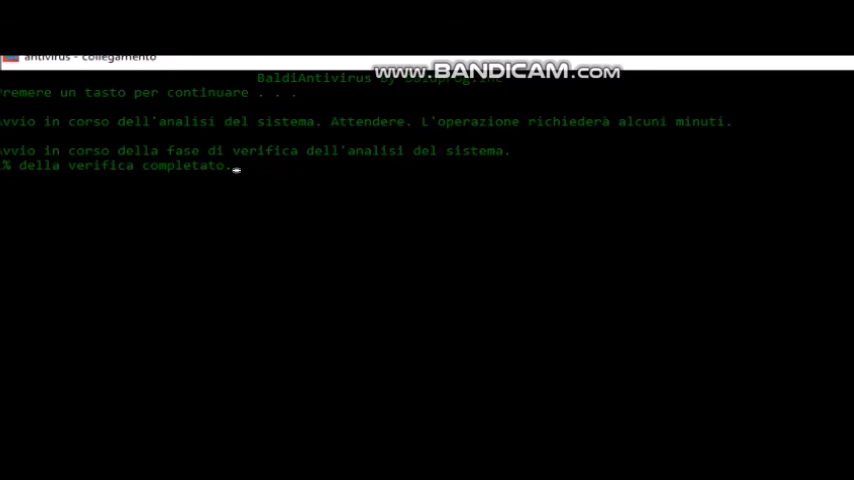 antivirus - collegamento
www.BANDICAM.com
BaldiAntivirus by
Premere un tasto per continuare . . .
Avvio in corso dell'analisi del sistema. Attendere. L'operazione richiederà alcuni minuti.
Avvio in corso della fase di verifica dell'analisi del sistema.
% della verifica completato.